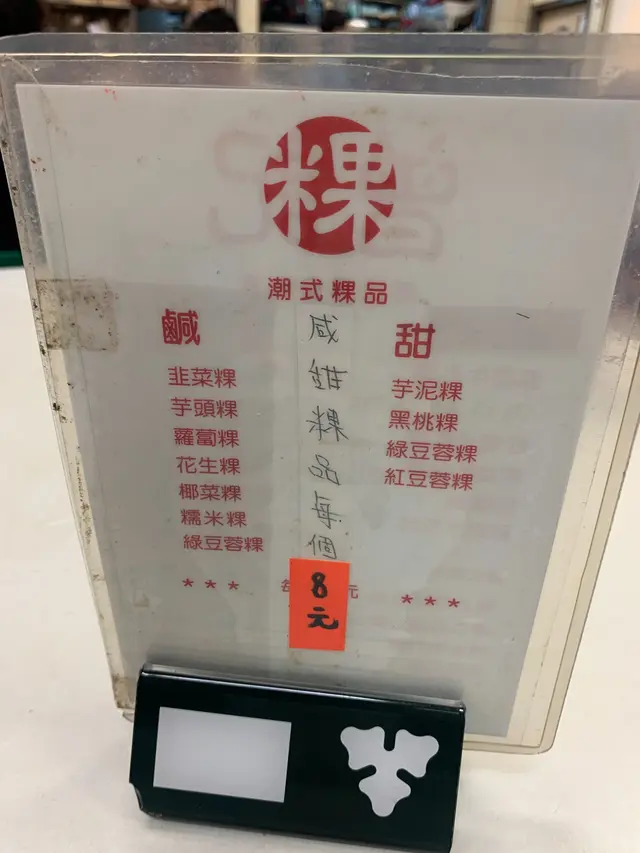 粿
潮式粿品
鹹
韭菜粿
芋頭粿
蘿蔔粿
花生粿
椰菜粿
糯米粿
綠豆蓉粿
***
咸
粿
品
每
個
8
元
元
甜
芋泥粿
黑桃粿
綠豆蓉粿
紅豆蓉粿
***